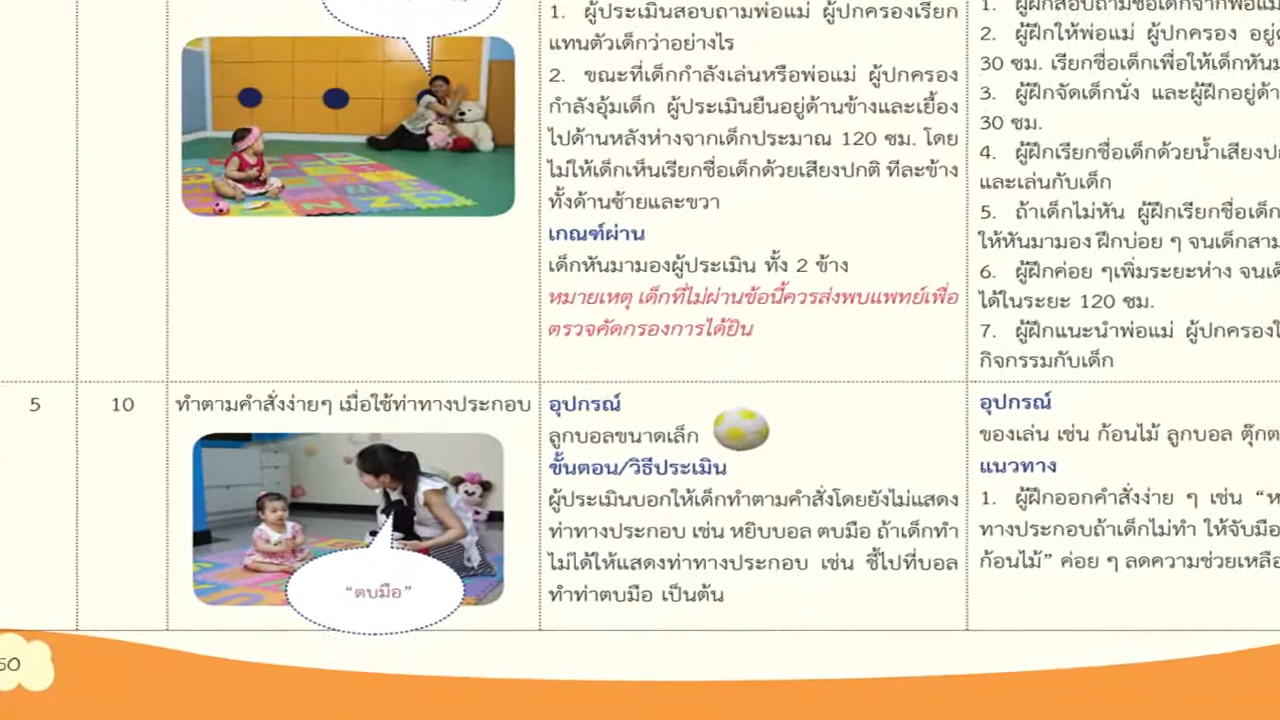 1. ผู้ประเมินสอบถามพ่อแม่ ผู้ปกครองเรียก
แทนตัวเด็กว่าอย่างไร
2. ขณะที่เด็กกำลังเล่นหรือพ่อแม่ ผู้ปกครอง
กำลังอุ้มเด็ก ผู้ประเมินยืนอยู่ด้านข้างและเยื้อง
ไปด้านหลังห่างจากเด็กประมาณ 120 ซม. โดย
ไม่ให้เด็กเห็นเรียกชื่อเด็กด้วยเสียงปกติ ทีละข้าง
ทั้งด้านซ้ายและขวา
เกณฑ์ผ่าน
เด็กหันมามองผู้ประเมิน ทั้ง 2 ข้าง
หมายเหตุ เด็กที่ไม่ผ่านข้อนี้ควรส่งพบแพทย์เพื่อ
ตรวจคัดกรองการได้ยิน
1. ผู้ฝึกสอบถามชื่อเด็กจากพ่อแม่
2. ผู้ฝึกให้พ่อแม่ ผู้ปกครอง
30 ซม. เรียกชื่อเด็กเพื่อให้เด็กหัน
3. ผู้ฝึกจัดเด็กนั่ง และผู้ฝึกอยู่
30 ซม.
4. ผู้ฝึกเรียกชื่อเด็กด้วยน้ำเสียง
และเล่นกับเด็ก
5. ถ้าเด็กไม่หัน ผู้ฝึกเรียกชื่อเด็ก
ให้หันมามอง ฝึกบ่อย ๆ จนเด็ก
6. ผู้ฝึกค่อย ๆเพิ่มระยะห่าง จน
ได้ในระยะ 120 ซม.
7. ผู้ฝึกแนะนำพ่อแม่ ผู้ปกครอง
กิจกรรมกับเด็ก
5
10
ทำตามคำสั่งง่ายๆ เมื่อใช้ท่าทางประกอบ
“ตบมือ”
อุปกรณ์
ลูกบอลขนาดเล็ก
ขั้นตอน/วิธีประเมิน
ผู้ประเมินบอกให้เด็กทำตามคำสั่งโดยยังไม่แสดง
ท่าทางประกอบ เช่น หยิบบอล ตบมือ ถ้าเด็กทำ
ไม่ได้ให้แสดงท่าทางประกอบ เช่น ชี้ไปที่บอล
ทำท่าตบมือ เป็นต้น
อุปกรณ์
ของเล่น เช่น ก้อนไม้ ลูกบอล
แนวทาง
1. ผู้ฝึกออกคำสั่งง่าย ๆ เช่น
ทางประกอบถ้าเด็กไม่ทำ ให้จับมือ
ก้อนไม้” ค่อย ๆ ลดความช่วยเหลือ